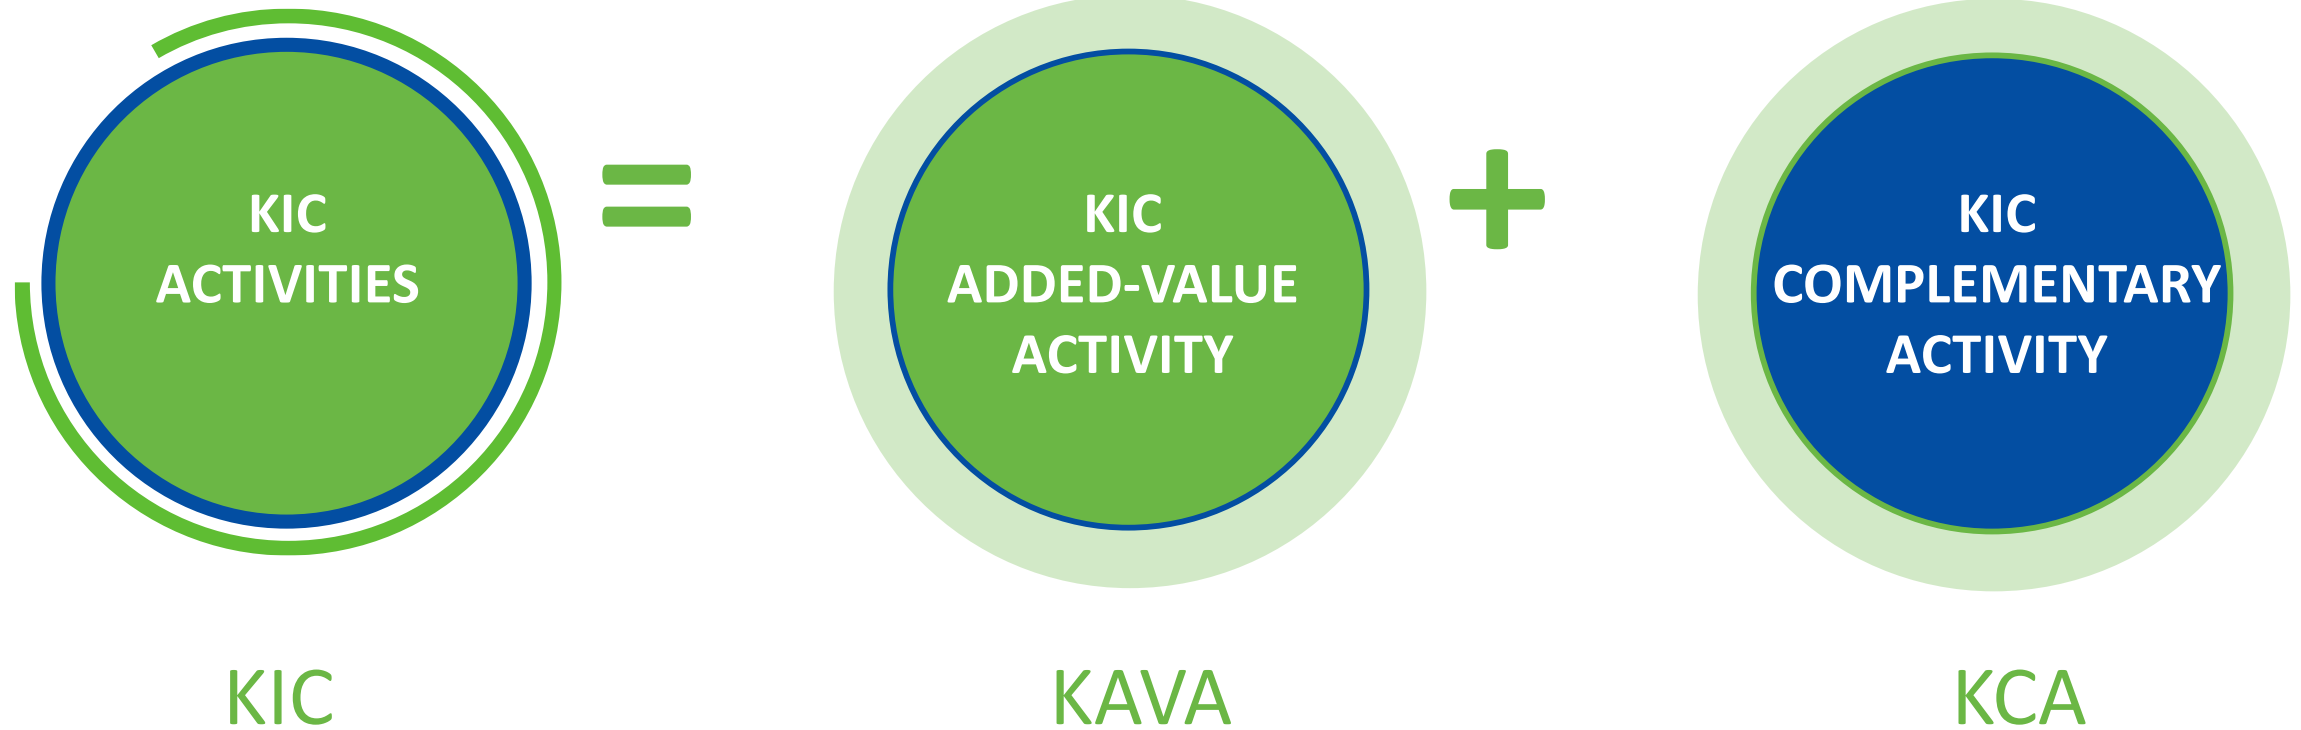 KIC
ACTIVITIES
=
KIC
ADDED-VALUE
ACTIVITY
+
KIC
COMPLEMENTARY
ACTIVITY
KIC
KAVA
KCA